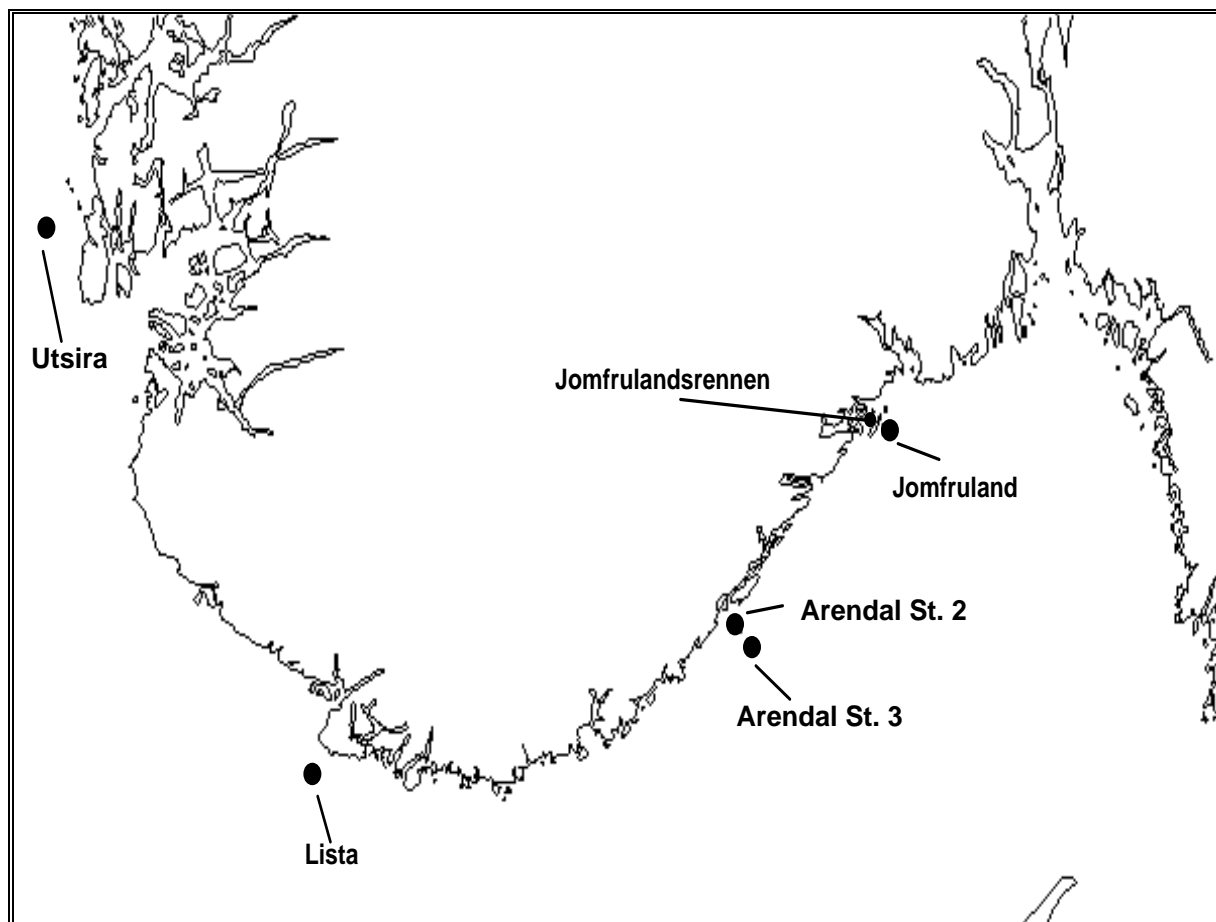 Utsira
Jomfrulandsrennen
Jomfruland
Arendal St. 2
Arendal St. 3
Lista